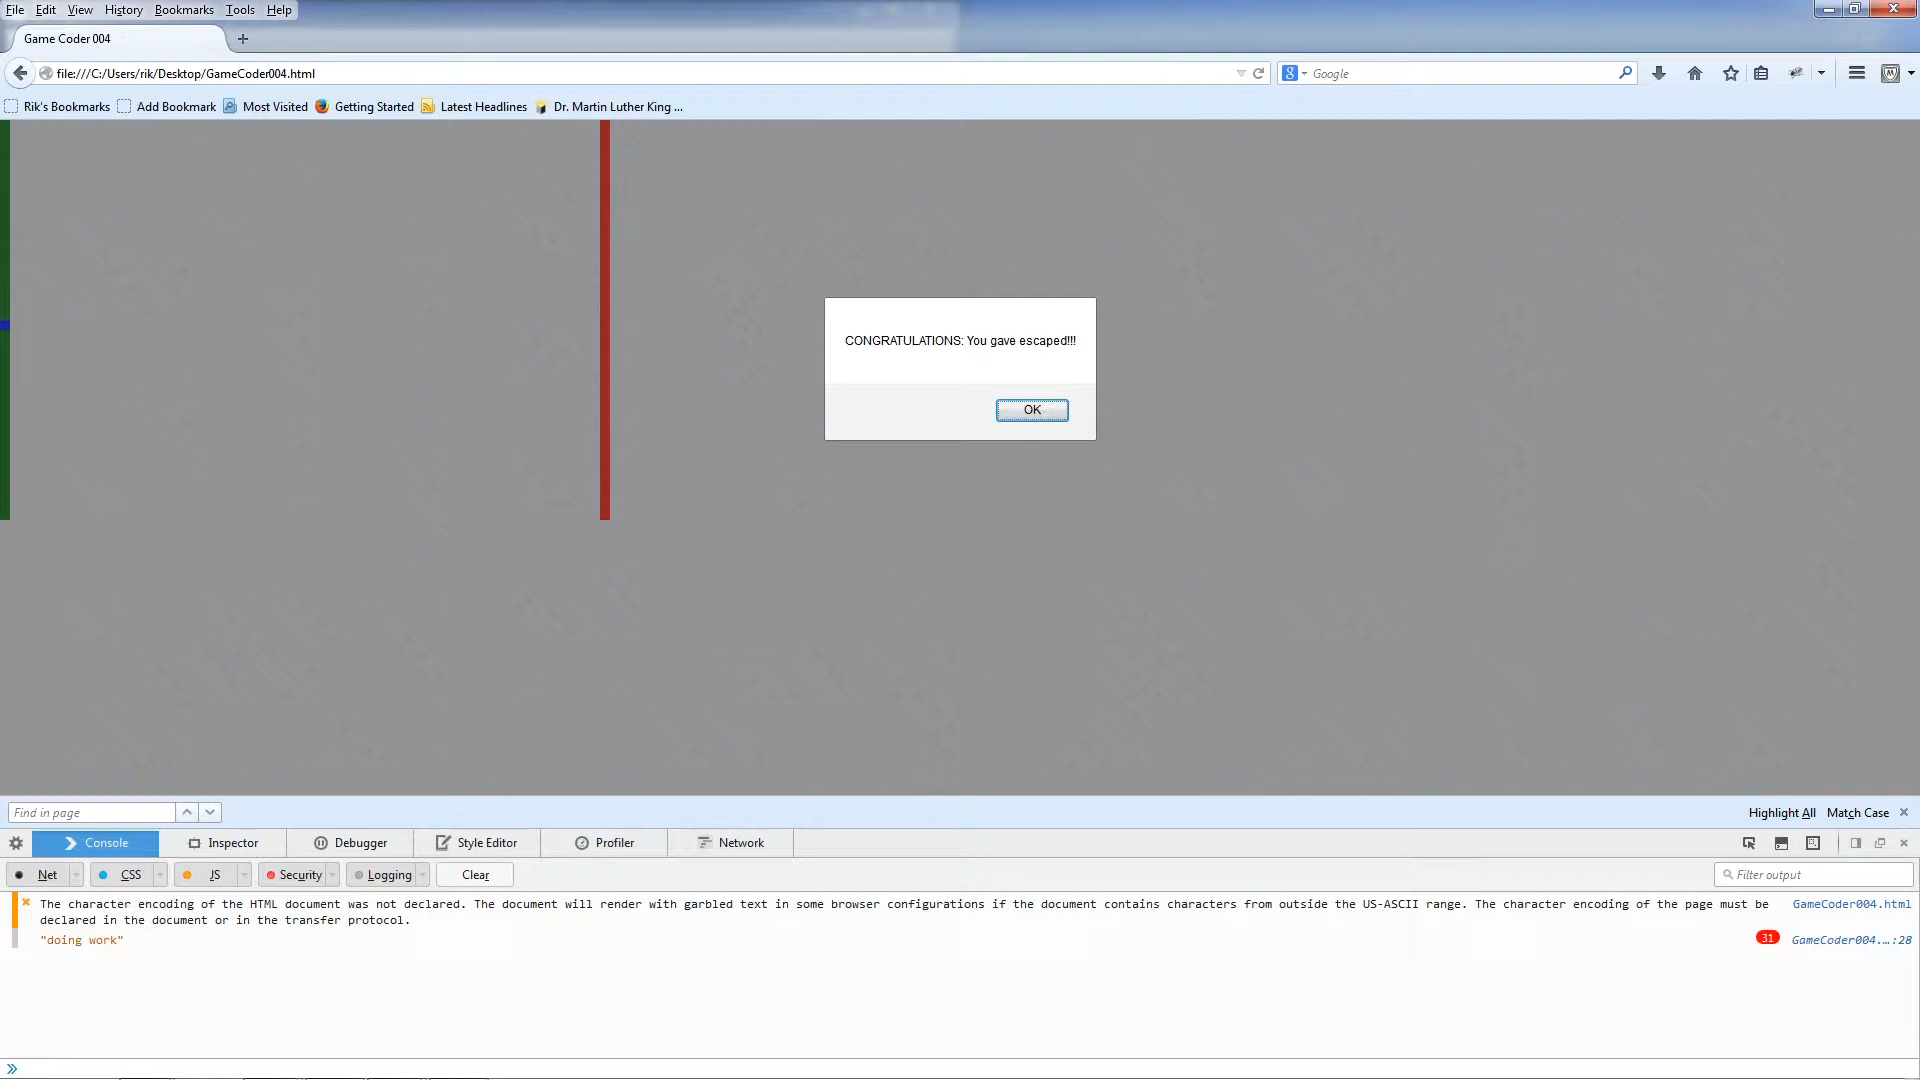 File Edit View History Bookmarks Tools Help
Game Coder 004
file:///C:/Users/rik/Desktop/GameCoder004.html
Google
Rik's Bookmarks Add Bookmark Most Visited Getting Started Latest Headlines Dr. Martin Luther King ...
CONGRATULATIONS: You gave escaped!!!
OK
Find in page
Highlight All Match Case
Console Inspector Debugger Style Editor Profiler Network
Net CSS JS Security Logging Clear Filter output
The character encoding of the HTML document was not declared. The document will render with garbled text in some browser configurations if the document contains characters from outside the US-ASCII range. The character encoding of the page must be GameCoder004.html
declared in the document or in the transfer protocol.
"doing work" 31 GameCoder004.…:28